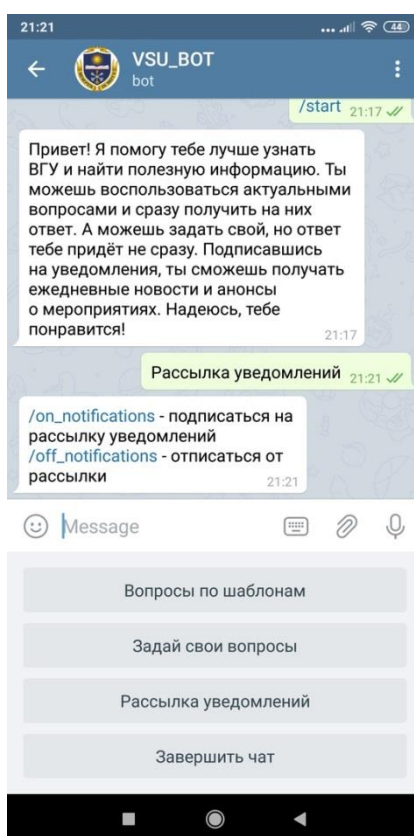 21:21
44
VSU_BOT
bot
/start 21:17
Привет! Я помогу тебе лучше узнать
ВГУ и найти полезную информацию. Ты
можешь воспользоваться актуальными
вопросами и сразу получить на них
ответ. А можешь задать свой, но ответ
тебе придёт не сразу. Подписавшись
на уведомления, ты сможешь получать
ежедневные новости и анонсы
о мероприятиях. Надеюсь, тебе
понравится! 21:17
Рассылка уведомлений 21:21
/on_notifications - подписаться на
рассылку уведомлений
/off_notifications - отписаться от
рассылки 21:21
Message
Вопросы по шаблонам
Задай свои вопросы
Рассылка уведомлений
Завершить чат